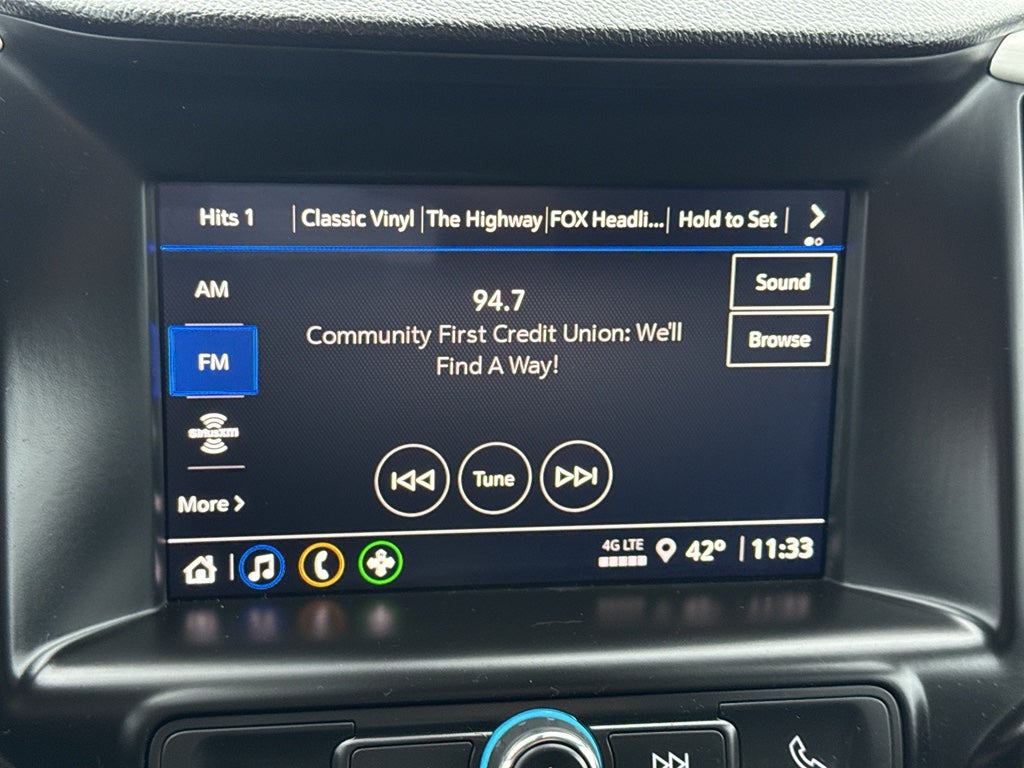 Hits 1 Classic Vinyl The Highway FOX Headli... Hold to Set
AM
94.7
Sound
Community First Credit Union: We'll
Find A Way!
Browse
FM
SiriusXM
Tune
More
4G LTE 42° 11:33